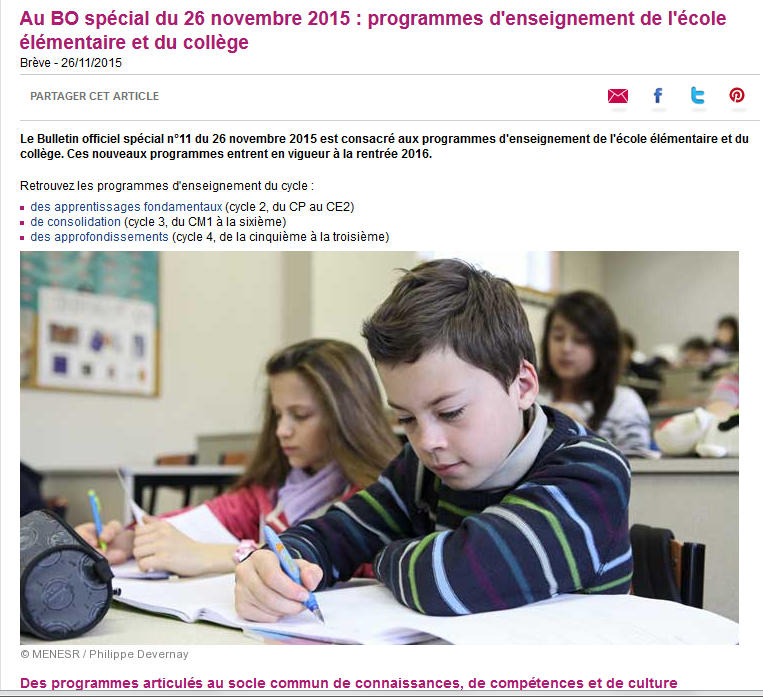 Au BO spécial du 26 novembre 2015 : programmes d'enseignement de l'école
élémentaire et du collège
Brève - 26/11/2015
PARTAGER CET ARTICLE
Le Bulletin officiel spécial n°11 du 26 novembre 2015 est consacré aux programmes d'enseignement de l'école élémentaire et du
collège. Ces nouveaux programmes entrent en vigueur à la rentrée 2016.
Retrouvez les programmes d'enseignement du cycle :
des apprentissages fondamentaux (cycle 2, du CP au CE2)
de consolidation (cycle 3, du CM1 à la sixième)
des approfondissements (cycle 4, de la cinquième à la troisième)
© MENESR / Philippe Devernay
Des programmes articulés au socle commun de connaissances, de compétences et de culture